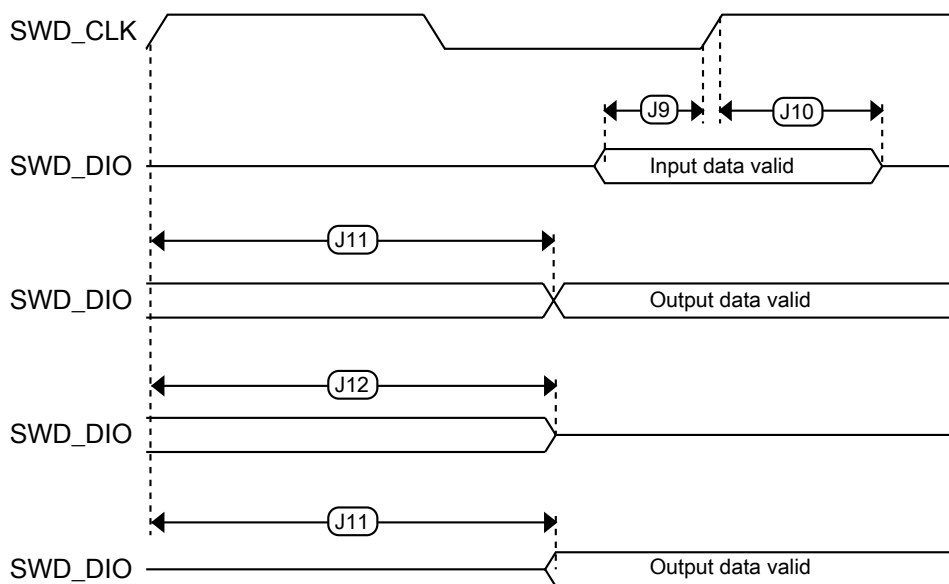 SWD_CLK
J9
J10
SWD_DIO
Input data valid
J11
SWD_DIO
Output data valid
J12
SWD_DIO
J11
SWD_DIO
Output data valid